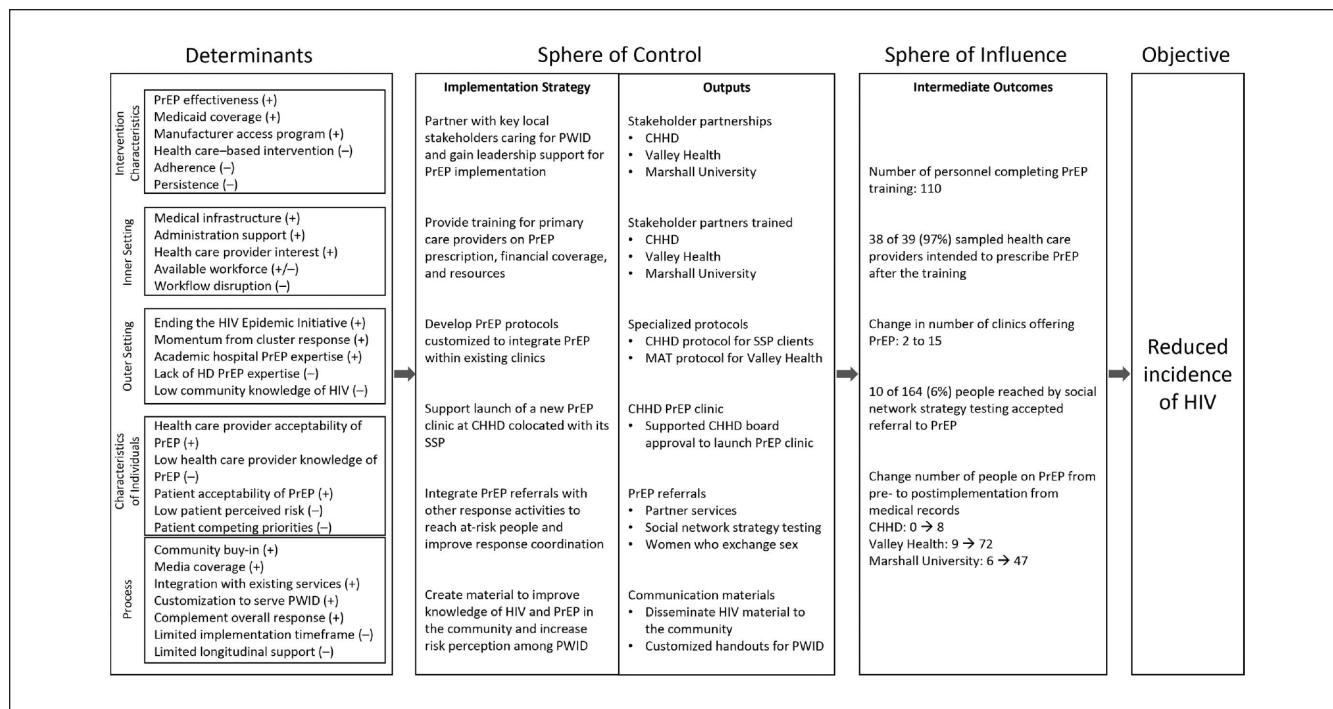 Determinants
Sphere of Control
Sphere of Influence
Objective
Intervention
Characteristics
PrEP effectiveness (+)
Medicaid coverage (+)
Manufacturer access program (+)
Health care–based intervention (–)
Adherence (–)
Persistence (–)
Inner Setting
Medical infrastructure (+)
Administration support (+)
Health care provider interest (+)
Available workforce (+/–)
Workflow disruption (–)
Outer Setting
Ending the HIV Epidemic Initiative (+)
Momentum from cluster response (+)
Academic hospital PrEP expertise (+)
Lack of HD PrEP expertise (–)
Low community knowledge of HIV (–)
Characteristics
of Individuals
Health care provider acceptability of
PrEP (+)
Low health care provider knowledge of
PrEP (–)
Patient acceptability of PrEP (+)
Low patient perceived risk (–)
Patient competing priorities (–)
Process
Community buy-in (+)
Media coverage (+)
Integration with existing services (+)
Customization to serve PWID (+)
Complement overall response (+)
Limited implementation timeframe (–)
Limited longitudinal support (–)
Implementation Strategy
Partner with key local
stakeholders caring for PWID
and gain leadership support for
PrEP implementation
Provide training for primary
care providers on PrEP
prescription, financial coverage,
and resources
Develop PrEP protocols
customized to integrate PrEP
within existing clinics
Support launch of a new PrEP
clinic at CHHD colocated with its
SSP
Integrate PrEP referrals with
other response activities to
reach at-risk people and
improve response coordination
Create material to improve
knowledge of HIV and PrEP in
the community and increase
risk perception among PWID
Outputs
Stakeholder partnerships
• CHHD
• Valley Health
• Marshall University
Stakeholder partners trained
• CHHD
• Valley Health
• Marshall University
Specialized protocols
• CHHD protocol for SSP clients
• MAT protocol for Valley Health
CHHD PrEP clinic
• Supported CHHD board
approval to launch PrEP clinic
PrEP referrals
• Partner services
• Social network strategy testing
• Women who exchange sex
Communication materials
• Disseminate HIV material to
the community
• Customized handouts for PWID
Intermediate Outcomes
Number of personnel completing PrEP
training: 110
38 of 39 (97%) sampled health care
providers intended to prescribe PrEP
after the training
Change in number of clinics offering
PrEP: 2 to 15
10 of 164 (6%) people reached by social
network strategy testing accepted
referral to PrEP
Change number of people on PrEP from
pre- to postimplementation from
medical records
CHHD: 0 → 8
Valley Health: 9 → 72
Marshall University: 6 → 47
Reduced
incidence
of HIV